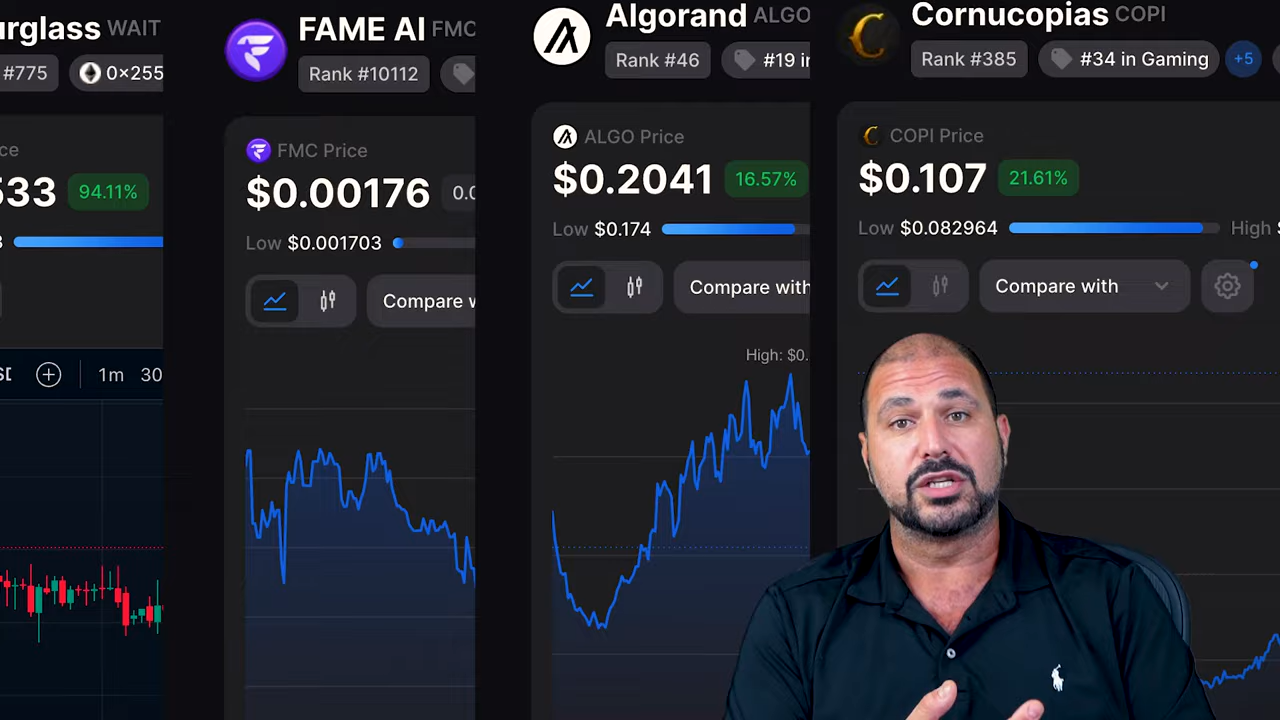 urglass WAIT
#775
0×255
ce
533 94.11%
1m 30
FAME AI FMC
Rank #10112
FMC Price
$0.00176 0.0
Low $0.001703
Compare w
Algorand ALGO
Rank #46 #19 in
ALGO Price
$0.2041 16.57%
Low $0.174
Compare with
High: $0.
Cornucopias COPI
Rank #385 #34 in Gaming +5
COPI Price
$0.107 21.61%
Low $0.082964 High
Compare with